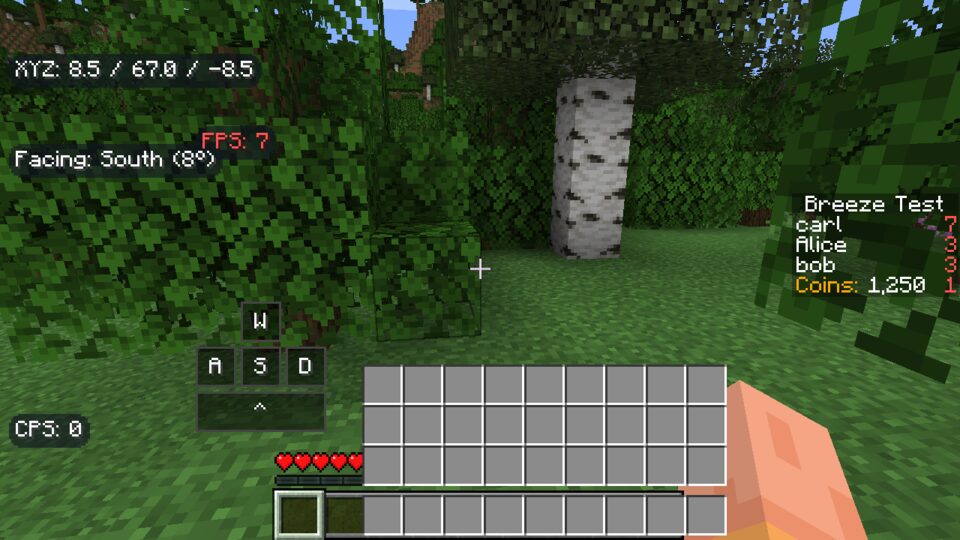 XYZ: 8.5 / 67.0 / -8.5
FPS: 7
Facing: South (8º)
Breeze Test
carl 7
Alice 3
bob 3
Coins: 1,250 1
W
A S D
^
CPS: 0